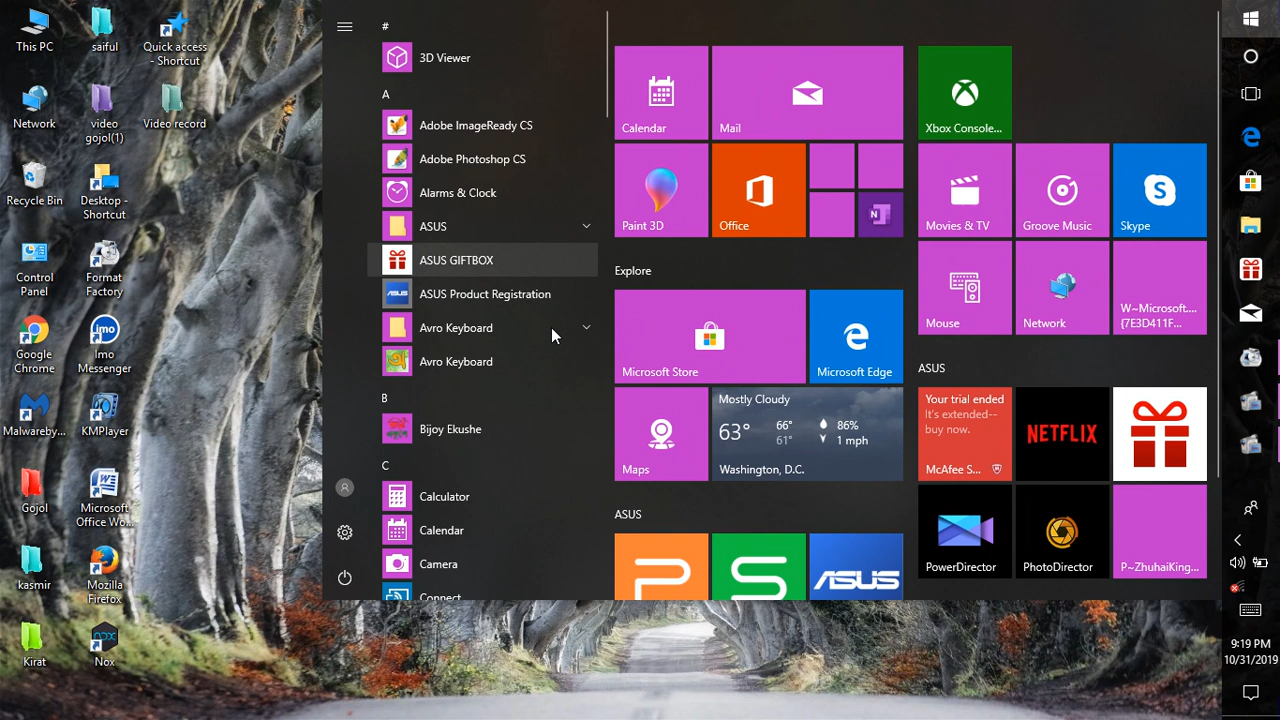 This PC
saiful
Quick access
- Shortcut
Network
video
gojol(1)
Video record
Recycle Bin
Desktop -
Shortcut
Control
Panel
Format
Factory
Google
Chrome
imo
Imo
Messenger
Malwareby...
KMPlayer
Gojol
Microsoft
Office Wo...
kasmir
Mozilla
Firefox
Kirat
nox
Nox
#
3D Viewer
A
Adobe ImageReady CS
Adobe Photoshop CS
Alarms & Clock
ASUS
ASUS GIFTBOX
ASUS Product Registration
Avro Keyboard
Avro Keyboard
B
Bijoy Ekushe
C
Calculator
Calendar
Camera
Connect
Calendar
Mail
Paint 3D
Office
N
Explore
Microsoft Store
Microsoft Edge
Maps
Mostly Cloudy
63°
66°
61°
86%
1 mph
Washington, D.C.
ASUS
ASUS
Xbox Console...
Movies & TV
Groove Music
Skype
Mouse
Network
W~Microsoft....
{7E3D411F...
ASUS
Your trial ended
It's extended--
buy now.
McAfee S...
NETFLIX
PowerDirector
PhotoDirector
P~ZhuhaiKing...
9:19 PM
10/31/2019